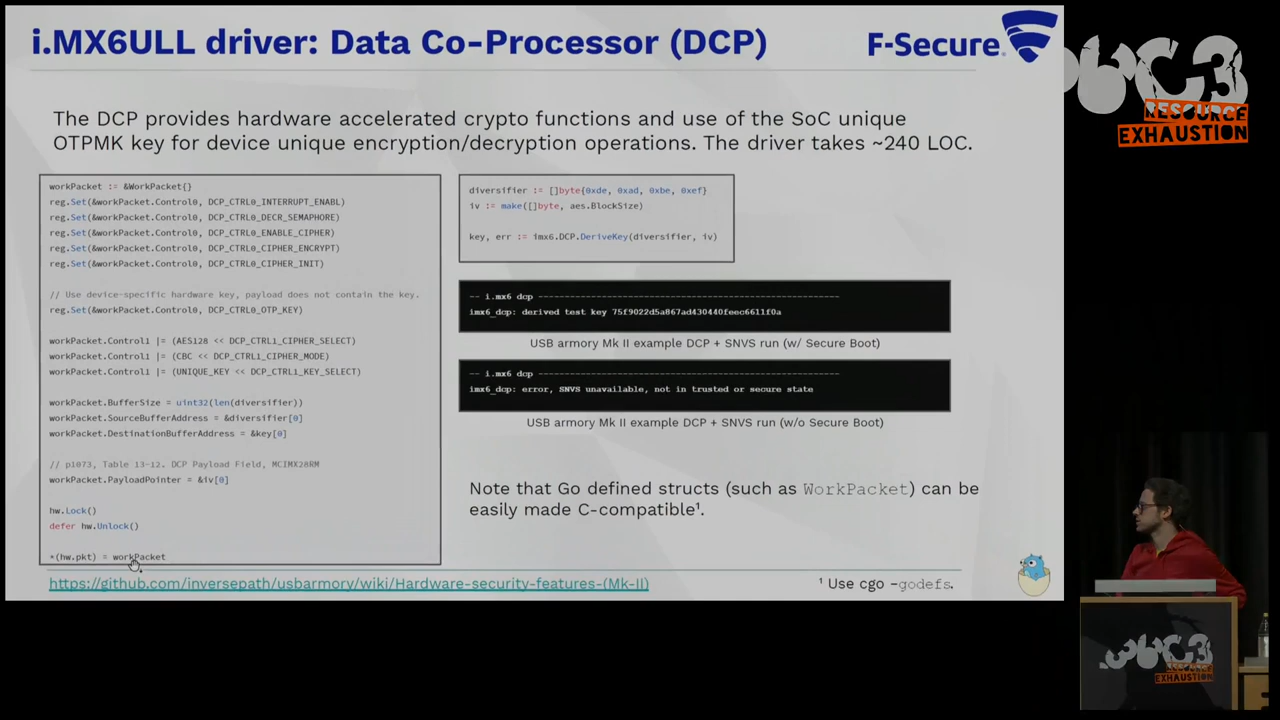 i.MX6ULL driver: Data Co-Processor (DCP)
F-Secure.
The DCP provides hardware accelerated crypto functions and use of the SoC unique
OTPMK key for device unique encryption/decryption operations. The driver takes ~240 LOC.
workPacket := &WorkPacket{}
reg.Set(&workPacket.Control0, DCP_CTRL0_INTERRUPT_ENABL)
reg.Set(&workPacket.Control0, DCP_CTRL0_DECR_SEMAPHORE)
reg.Set(&workPacket.Control0, DCP_CTRL0_ENABLE_CIPHER)
reg.Set(&workPacket.Control0, DCP_CTRL0_CIPHER_ENCRYPT)
reg.Set(&workPacket.Control0, DCP_CTRL0_CIPHER_INIT)
// Use device-specific hardware key, payload does not contain the key.
reg.Set(&workPacket.Control0, DCP_CTRL0_OTP_KEY)
workPacket.Control1 |= (AES128 << DCP_CTRL1_CIPHER_SELECT)
workPacket.Control1 |= (CBC << DCP_CTRL1_CIPHER_MODE)
workPacket.Control1 |= (UNIQUE_KEY << DCP_CTRL1_KEY_SELECT)
workPacket.BufferSize = uint32(len(diversifier))
workPacket.SourceBufferAddress = &diversifier[0]
workPacket.DestinationBufferAddress = &key[0]
// p1073, Table 13-12. DCP Payload Field, MCIMX28RM
workPacket.PayloadPointer = &iv[0]
hw.Lock()
defer hw.Unlock()
*(hw.pkt) = workPacket
diversifier := []byte{0xde, 0xad, 0xbe, 0xef}
iv := make([]byte, aes.BlockSize)
key, err := imx6.DCP.DeriveKey(diversifier, iv)
-- i.mx6 dcp ---------------------------------------------------------
imx6_dcp: derived test key 75f9022d5a867ad430440feec6611f0a
USB armory Mk II example DCP + SNVS run (w/ Secure Boot)
-- i.mx6 dcp ---------------------------------------------------------
imx6_dcp: error, SNVS unavailable, not in trusted or secure state
USB armory Mk II example DCP + SNVS run (w/o Secure Boot)
Note that Go defined structs (such as WorkPacket) can be
easily made C-compatible¹.
https://github.com/inversepath/usbarmory/wiki/Hardware-security-features-(Mk-II)
¹ Use cgo -godefs.
36C3
RESOURCE
EXHAUSTION
36C3
RESOURCE
EXHAUSTION